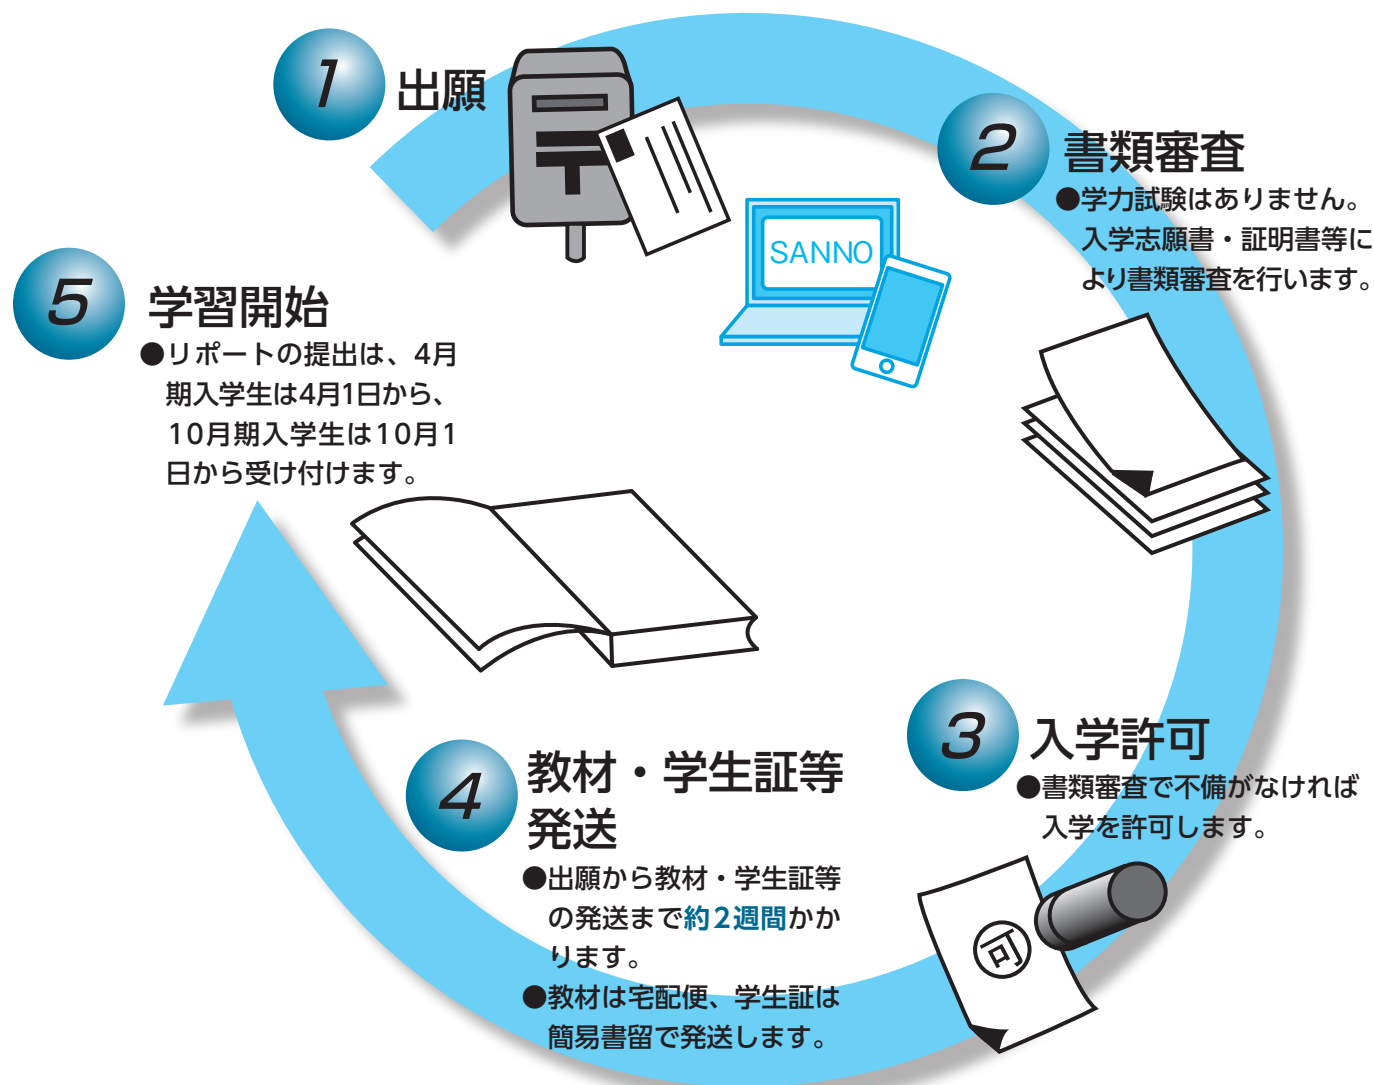 1 出願
2 書類審査
●学力試験はありません。
入学志願書・証明書等に
より書類審査を行います。
SANNO
3 入学許可
●書類審査で不備がなければ
入学を許可します。
可
4 教材・学生証等
発送
●出願から教材・学生証等
の発送まで約2週間かか
ります。
●教材は宅配便、学生証は
簡易書留で発送します。
5 学習開始
●リポートの提出は、4月
期入学生は4月1日から、
10月期入学生は10月1
日から受け付けます。